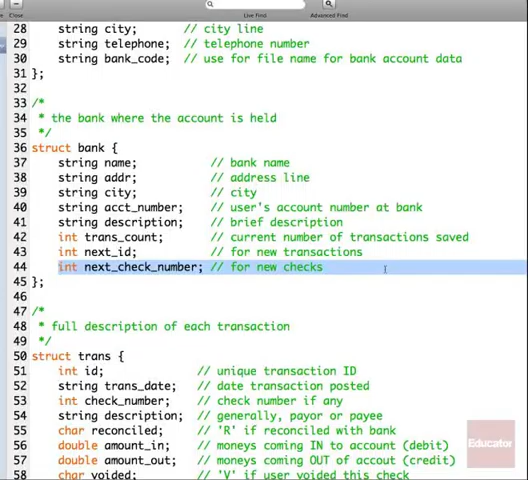 Close
Live Find
Advanced Find
28 string city; // city line
29 string telephone; // telephone number
30 string bank_code; // use for file name for bank account data
31 };
32
33 /*
34 * the bank where the account is held
35 */
36 struct bank {
37 string name; // bank name
38 string addr; // address line
39 string city; // city
40 string acct_number; // user's account number at bank
41 string description; // brief description
42 int trans_count; // current number of transactions saved
43 int next_id; // for new transactions
44 int next_check_number; // for new checks
45 };
46
47 /*
48 * full description of each transaction
49 */
50 struct trans {
51 int id; // unique transaction ID
52 string trans_date; // date transaction posted
53 int check_number; // check number if any
54 string description; // generally, payor or payee
55 char reconciled; // 'R' if reconciled with bank
56 double amount_in; // moneys coming IN to account (debit)
57 double amount_out; // moneys coming OUT of accout (credit)
58 char voided; // 'V' if user voided this check
Educator